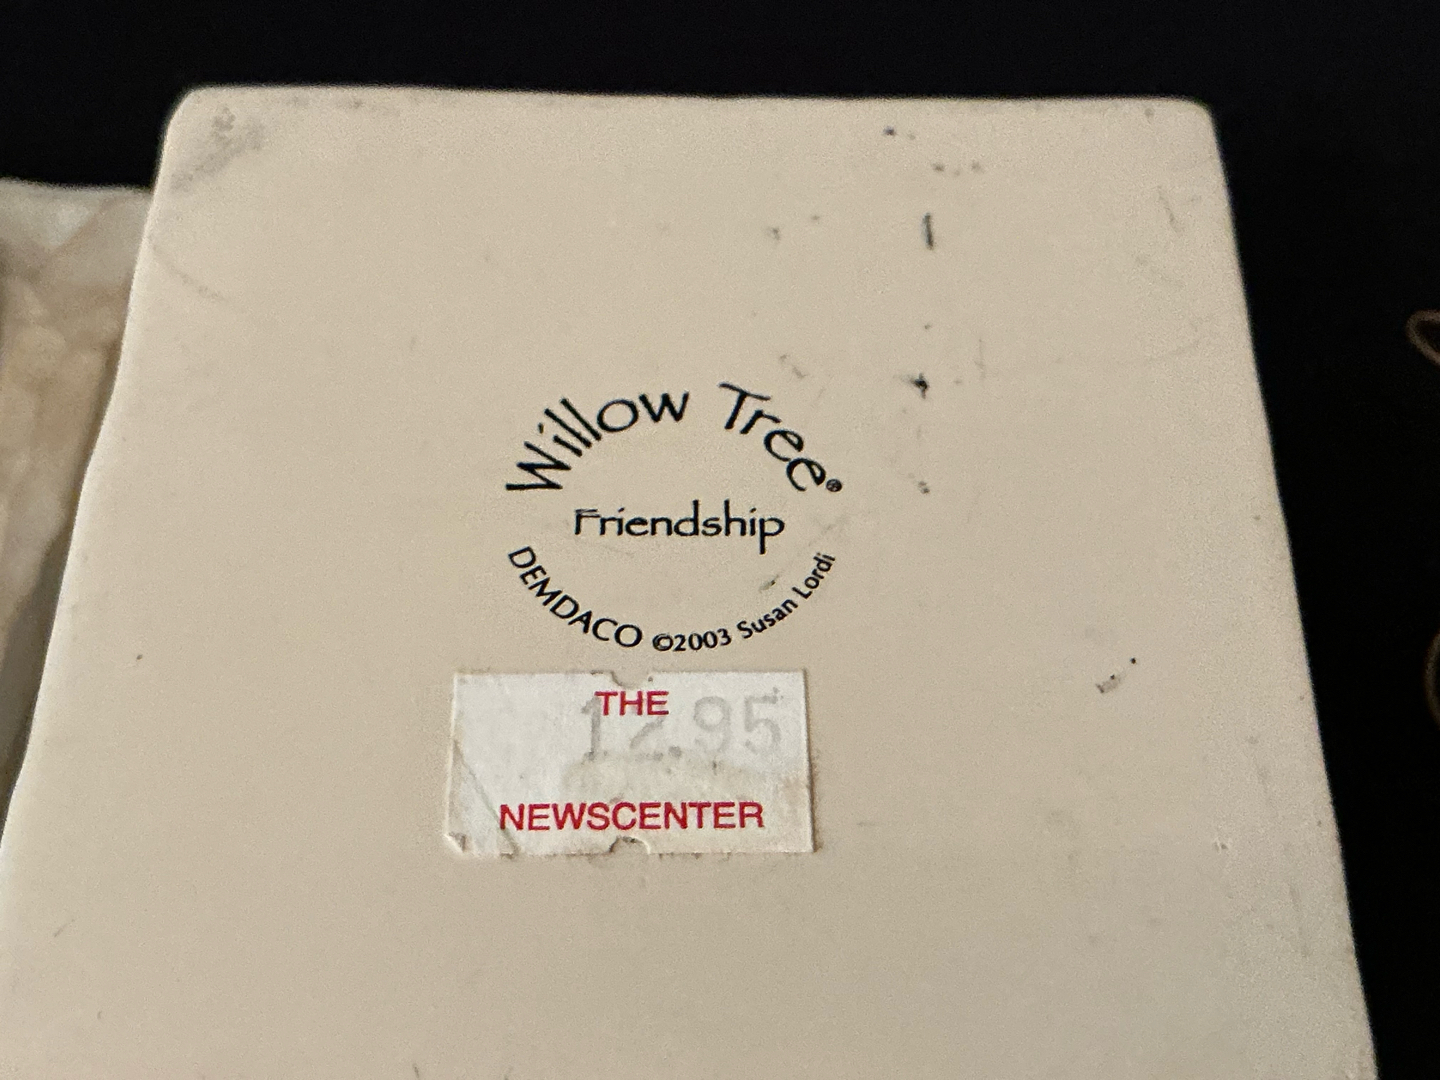 Willow Tree®
Friendship
DEMDACO ©2003 Susan Lordi
THE
12.95
NEWSCENTER